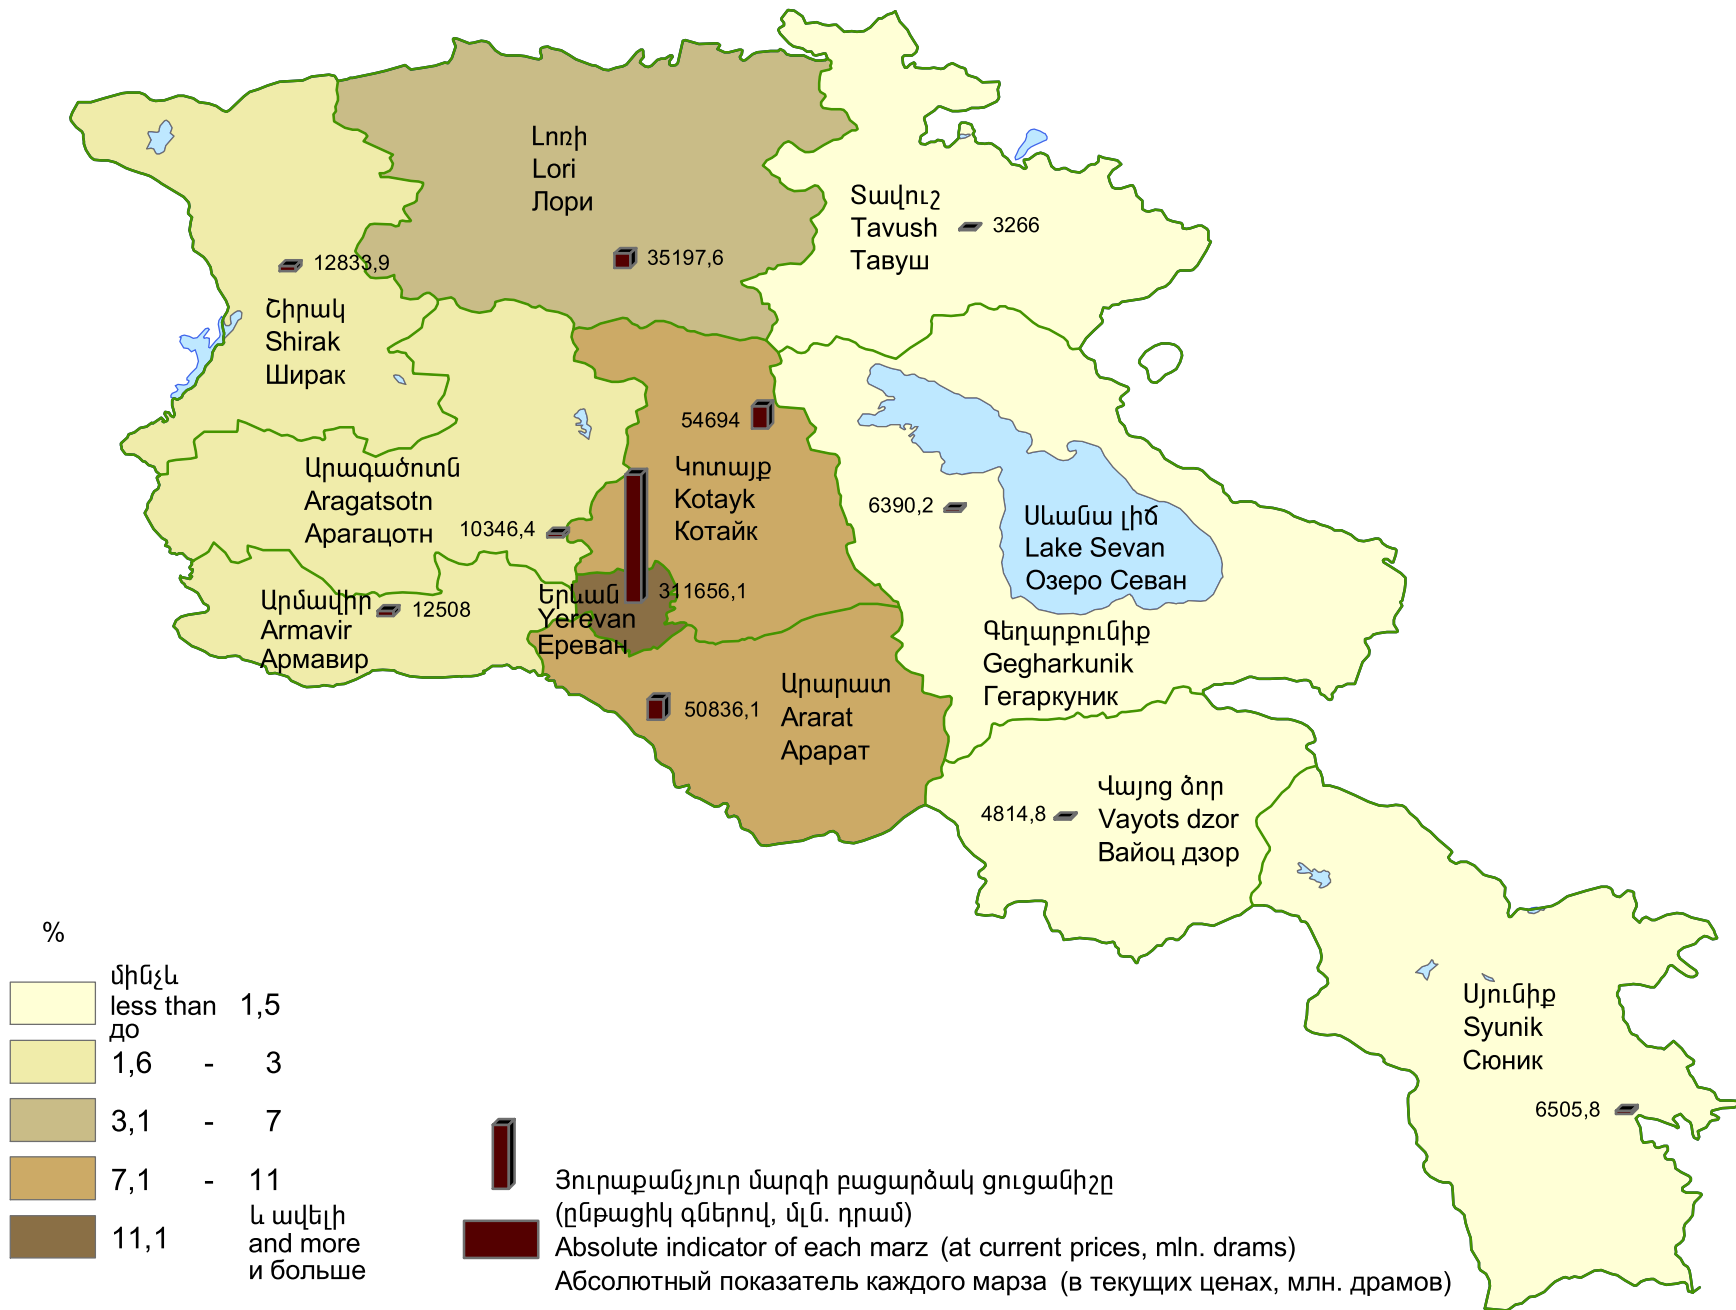 Լոռի
Lori
Лори
35197,6
Տավուշ
Tavush
Тавуш
3266
12833,9
Շիրակ
Shirak
Ширак
54694
Կոտայք
Kotayk
Котайк
Արագածոտն
Aragatsotn
Арагацотн
10346,4
6390,2
Սևանա լիճ
Lake Sevan
Озеро Севан
Արմավիր
Armavir
Армавир
12508
Երևան
Yerevan
Ереван
311656,1
Գեղարքունիք
Gegharkunik
Гегаркуник
50836,1
Արարատ
Ararat
Арарат
4814,8
Վայոց ձոր
Vayots dzor
Вайоц дзор
Սյունիք
Syunik
Сюник
6505,8
%
մինչև
less than 1,5
до
1,6 - 3
3,1 - 7
7,1 - 11
11,1 և ավելի
and more
и больше
Յուրաքանչյուր մարզի բացարձակ ցուցանիշը
(ընթացիկ գներով, մլն. դրամ)
Absolute indicator of each marz (at current prices, mln. drams)
Абсолютный показатель каждого марза (в текущих ценах, млн. драмов)